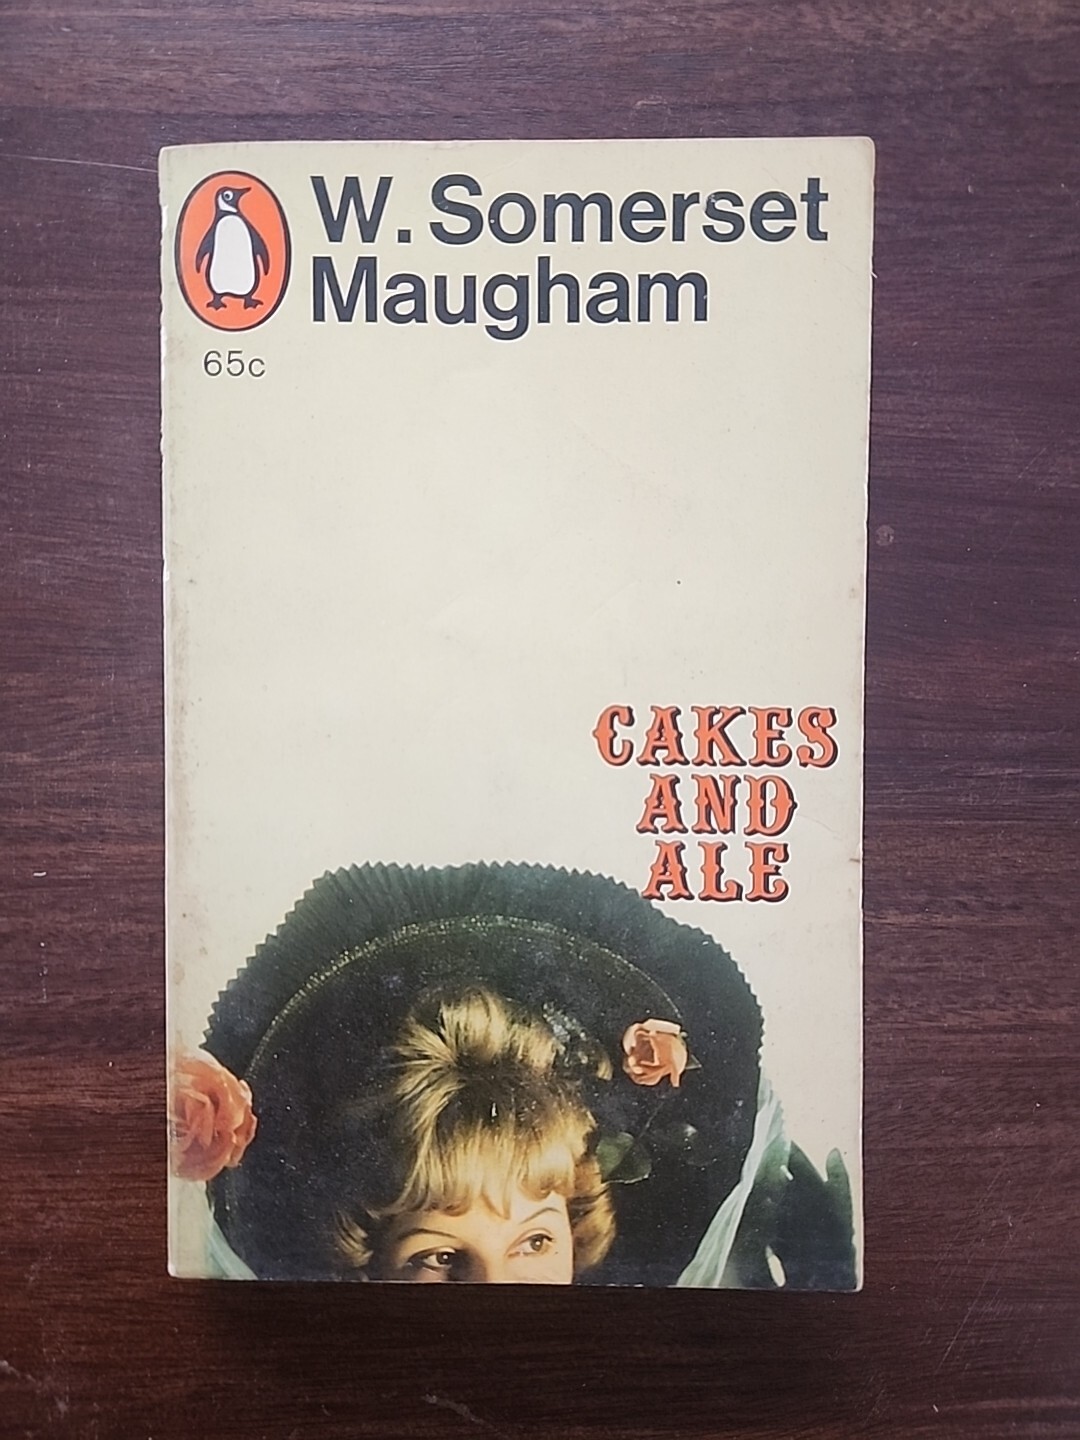 W. Somerset
Maugham
65c
CAKES
AND
ALE